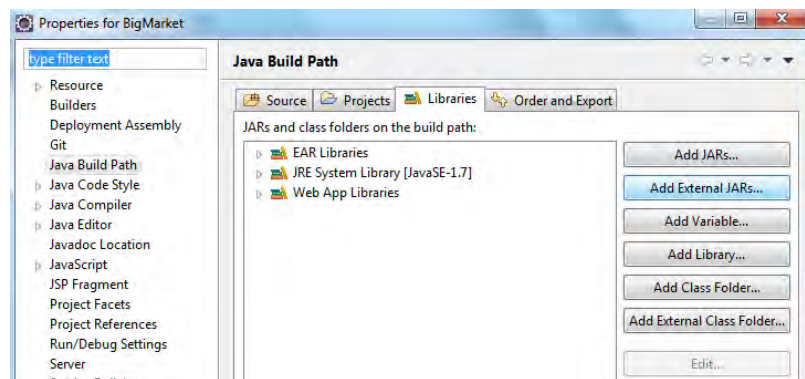 Properties for BigMarket
type filter text
Resource
Builders
Deployment Assembly
Git
Java Build Path
Java Code Style
Java Compiler
Java Editor
Javadoc Location
JavaScript
JSP Fragment
Project Facets
Project References
Run/Debug Settings
Server
Java Build Path
Source Projects Libraries Order and Export
JARs and class folders on the build path:
EAR Libraries
JRE System Library [JavaSE-1.7]
Web App Libraries
Add JARs...
Add External JARs...
Add Variable...
Add Library...
Add Class Folder...
Add External Class Folder...
Edit...